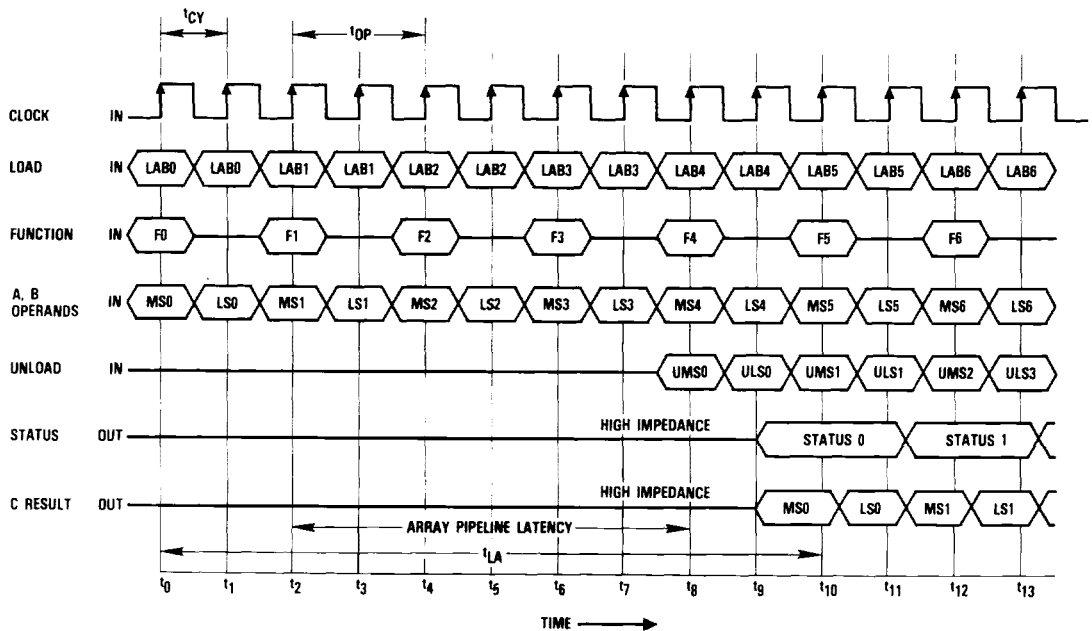 tCY
tOP
CLOCK IN
LOAD IN LAB0 LAB0 LAB1 LAB1 LAB2 LAB2 LAB3 LAB3 LAB4 LAB4 LAB5 LAB5 LAB6 LAB6
FUNCTION IN F0 F1 F2 F3 F4 F5 F6
A, B
OPERANDS IN MS0 LS0 MS1 LS1 MS2 LS2 MS3 LS3 MS4 LS4 MS5 LS5 MS6 LS6
UNLOAD IN UMS0 ULS0 UMS1 ULS1 UMS2 ULS3
STATUS OUT HIGH IMPEDANCE STATUS 0 STATUS 1
C RESULT OUT HIGH IMPEDANCE MS0 LS0 MS1 LS1
ARRAY PIPELINE LATENCY
tLA
t0 t1 t2 t3 t4 t5 t6 t7 t8 t9 t10 t11 t12 t13
TIME